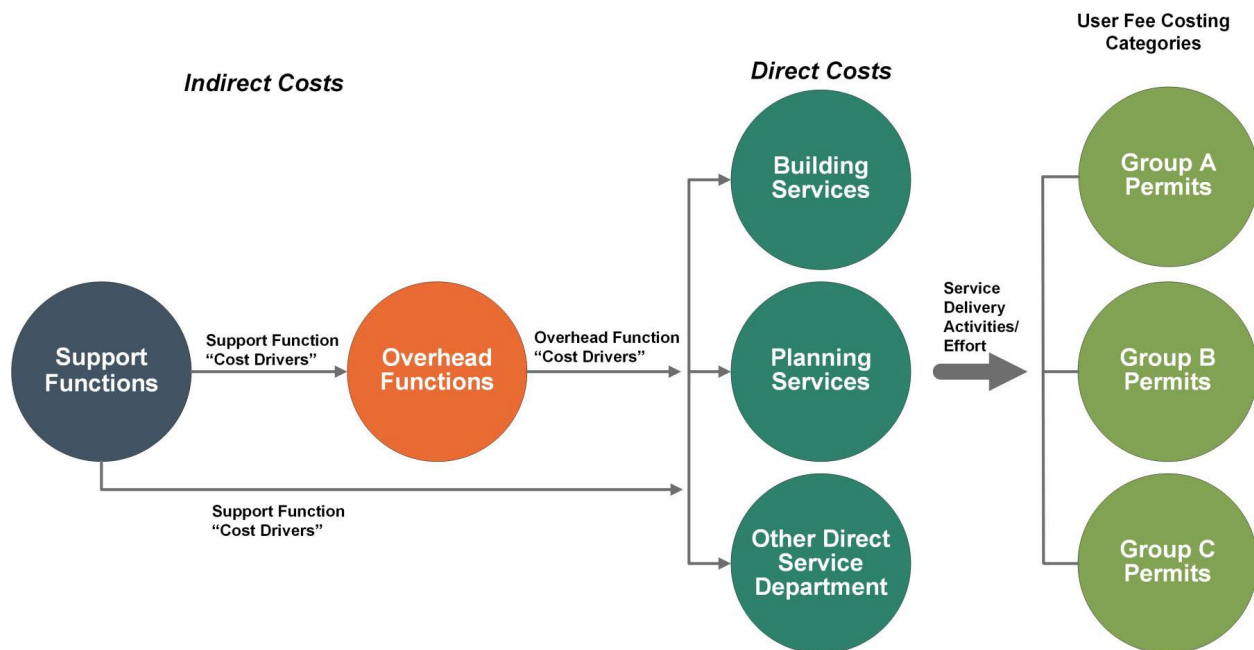 User Fee Costing
Categories
Indirect Costs
Direct Costs
Building
Services
Group A
Permits
Support
Functions
Support Function
“Cost Drivers”
Overhead
Functions
Overhead Function
“Cost Drivers”
Planning
Services
Service
Delivery
Activities/
Effort
Group B
Permits
Support Function
“Cost Drivers”
Other Direct
Service
Department
Group C
Permits